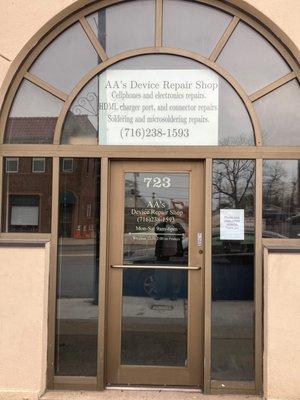 AA's Device Repair Shop
Cellphones and electronics repairs.
HDMI, charger port, and connector repairs.
Soldering and microsoldering repairs.
(716)238-1593
723
AA's
Device Repair Shop
(716)238-1593
Mon-Sat 9am-6pm